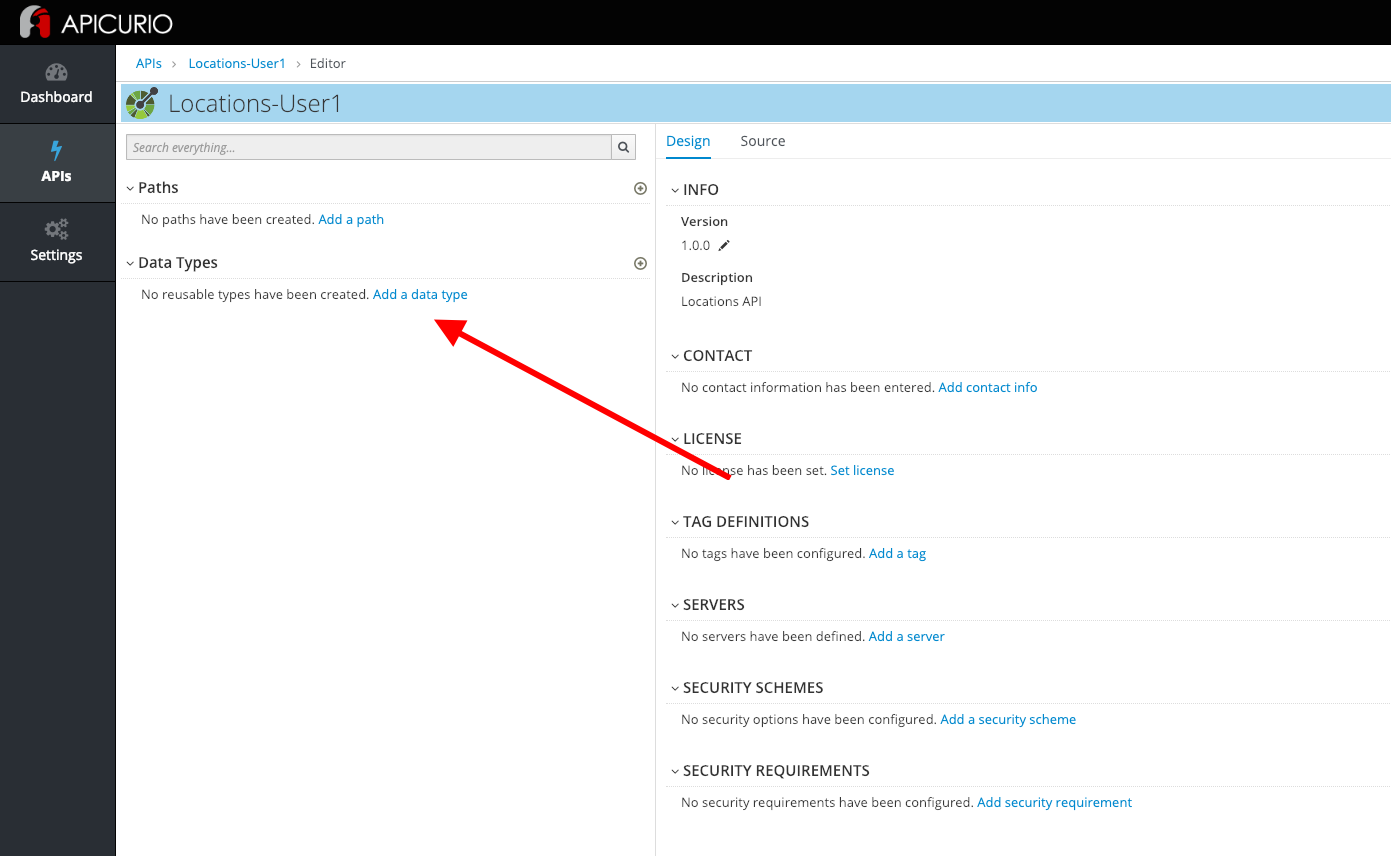 APICURIO
Dashboard
APIs
Settings
APIs > Locations-User1 > Editor
Locations-User1
Search everything...
Paths
No paths have been created. Add a path
Data Types
No reusable types have been created. Add a data type
Design Source
INFO
Version
1.0.0
Description
Locations API
CONTACT
No contact information has been entered. Add contact info
LICENSE
No license has been set. Set license
TAG DEFINITIONS
No tags have been configured. Add a tag
SERVERS
No servers have been defined. Add a server
SECURITY SCHEMES
No security options have been configured. Add a security scheme
SECURITY REQUIREMENTS
No security requirements have been configured. Add security requirement